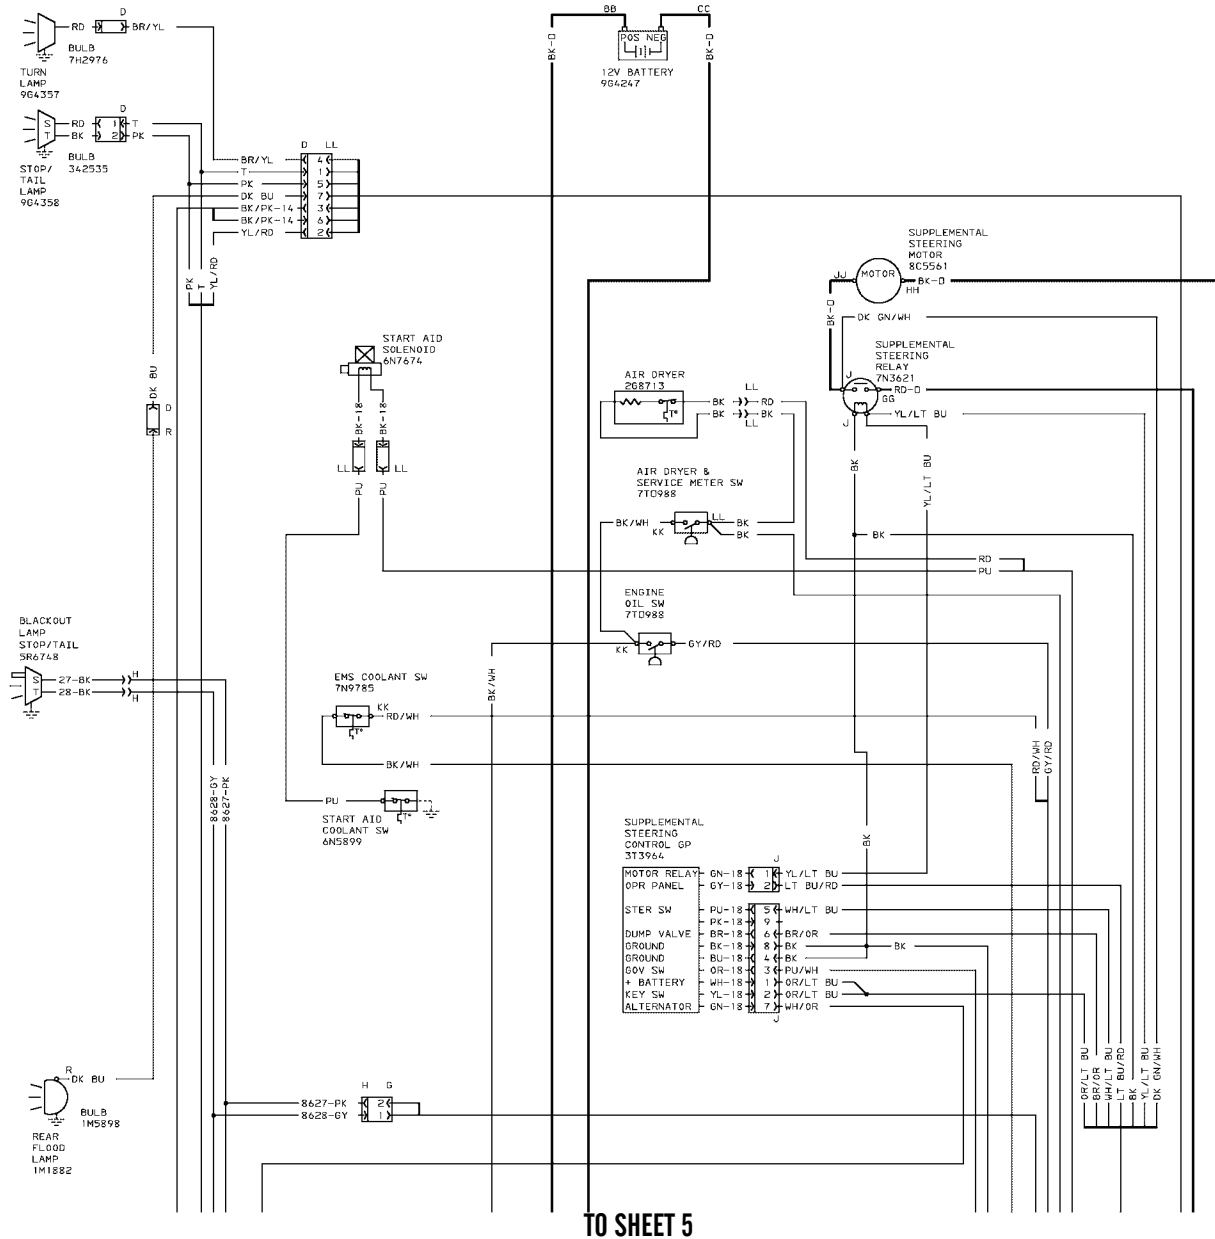 D
RD
BR/YL
BULB
7H2976
TURN
LAMP
9G4357
D
S RD 1 T
T BK 2 PK
BULB
342535
STOP/
TAIL
LAMP
9G4358
D LL
BR/YL 4
T 1
PK 5
DK BU 7
BK/PK-14 3
BK/PK-14 6
YL/RD 2
PK
T
YL/RD
DK BU
D
R
BB CC
BK-0
BK-0
POS NEG
12V BATTERY
9G4247
START AID
SOLENOID
6N7674
BK-18
BK-18
LL
LL
PU
PU
SUPPLEMENTAL
STEERING
MOTOR
8C5561
JJ
MOTOR
HH
BK-0
BK-0
DK GN/WH
SUPPLEMENTAL
STEERING
RELAY
7N3621
J
RD-0
GG
J
YL/LT BU
BK
YL/LT BU
AIR DRYER
2G8713
LL
BK RD
BK BK
LL
T°
AIR DRYER &
SERVICE METER SW
7T0988
BK/WH
KK
LL
BK
BK
BK
RD
PU
ENGINE
OIL SW
7T0988
KK
GY/RD
BK/WH
BLACKOUT
LAMP
STOP/TAIL
5R6748
S 27-BK H
T 28-BK H
8628-GY
8627-PK
EMS COOLANT SW
7N9785
KK
RD/WH
T°
BK/WH
RD/WH
GY/RD
PU
T°
START AID
COOLANT SW
6N5899
BK
SUPPLEMENTAL
STEERING
CONTROL GP
3T3964
J
MOTOR RELAY GN-18 1 YL/LT BU
OPR PANEL GY-18 2 LT BU/RD
STER SW PU-18 5 WH/LT BU
PK-18 9
DUMP VALVE BR-18 6 BR/OR
GROUND BK-18 8 BK BK
GROUND BU-18 4 BK
GOV SW OR-18 3 PU/WH
+ BATTERY WH-18 1 OR/LT BU
KEY SW YL-18 2 OR/LT BU
ALTERNATOR GN-18 7 WH/OR
J
OR/LT BU
BR/OR
WH/LT BU
LT BU/RD
BK
YL/LT BU
DK GN/WH
R
DK BU
BULB
1M5898
REAR
FLOOD
LAMP
1M1882
H G
8627-PK 2
8628-GY 1
TO SHEET 5